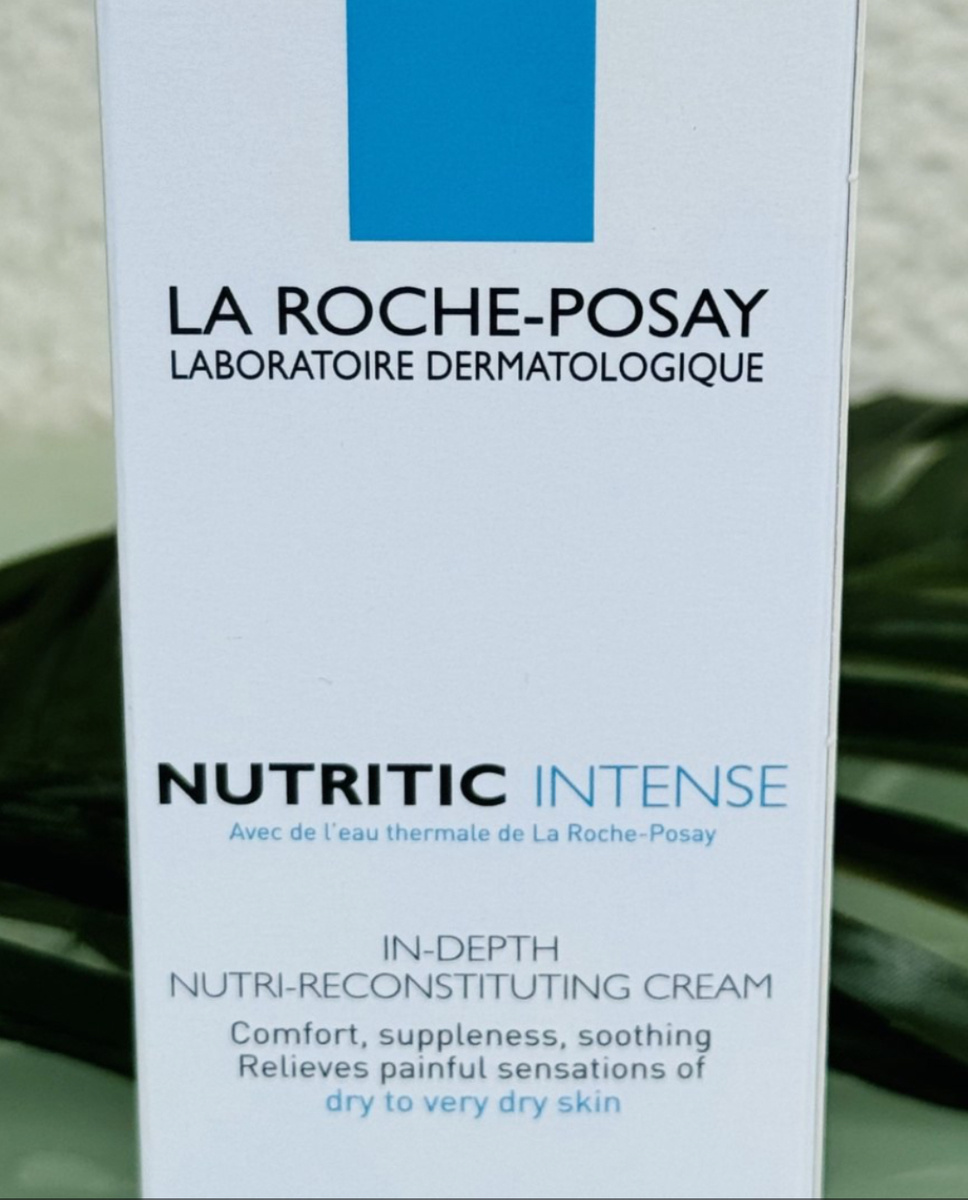 LA ROCHE-POSAY
LABORATOIRE DERMATOLOGIQUE
NUTRITIC INTENSE
Avec de l'eau thermale de La Roche-Posay
IN-DEPTH
NUTRI-RECONSTITUTING CREAM
Comfort, suppleness, soothing
Relieves painful sensations of
dry to very dry skin